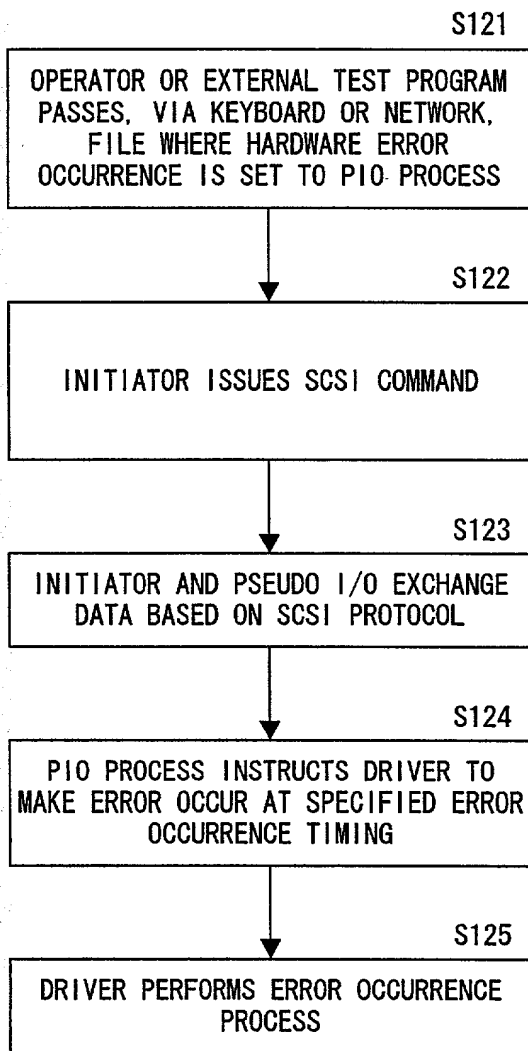 S121
OPERATOR OR EXTERNAL TEST PROGRAM
PASSES, VIA KEYBOARD OR NETWORK,
FILE WHERE HARDWARE ERROR
OCCURRENCE IS SET TO PIO PROCESS
S122
INITIATOR ISSUES SCSI COMMAND
S123
INITIATOR AND PSEUDO I/O EXCHANGE
DATA BASED ON SCSI PROTOCOL
S124
PIO PROCESS INSTRUCTS DRIVER TO
MAKE ERROR OCCUR AT SPECIFIED ERROR
OCCURRENCE TIMING
S125
DRIVER PERFORMS ERROR OCCURRENCE
PROCESS